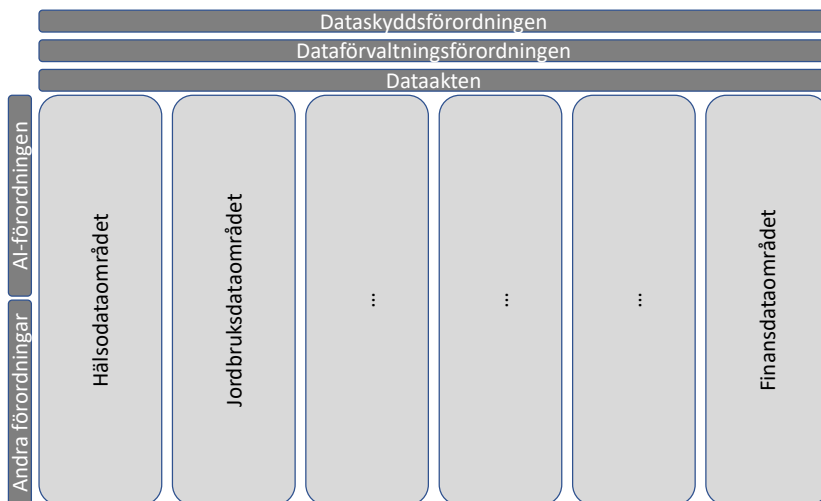 Dataskyddsförordningen
Dataförvaltningsförordningen
Dataakten
AI-förordningen
Andra förordningar
Hälsodataområdet
Jordbruksdataområdet
...
...
...
Finansdataområdet